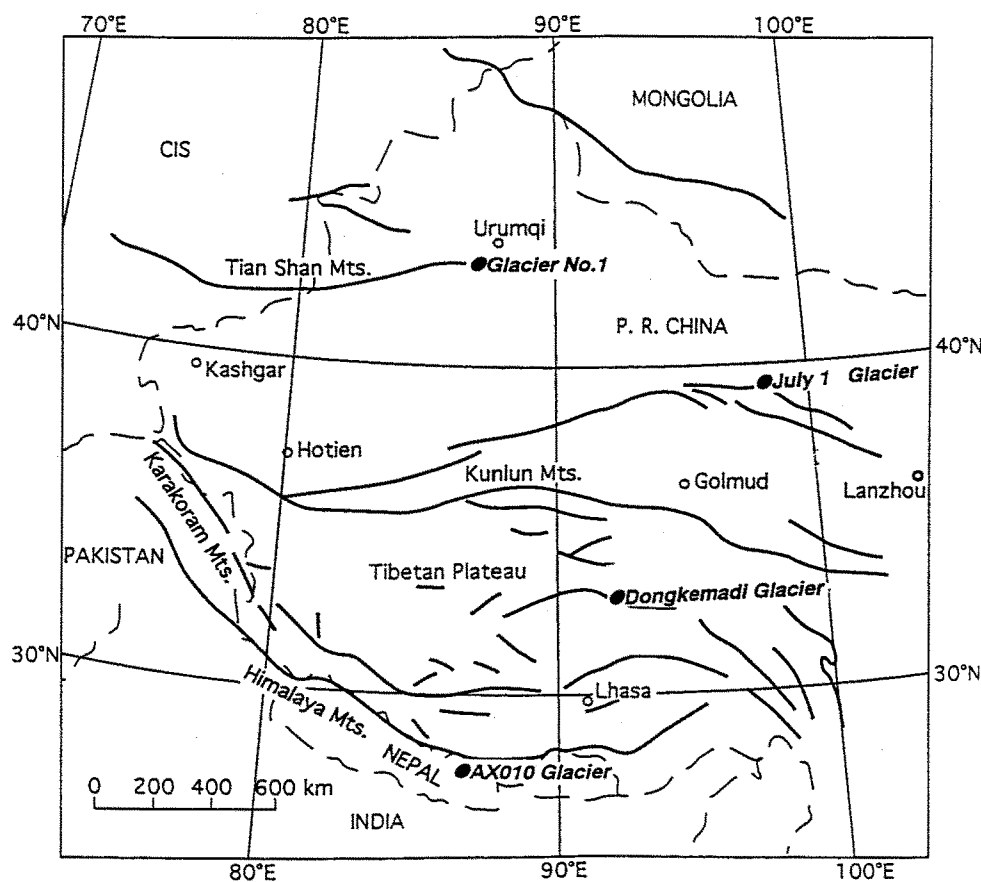 70°E 80°E 90°E 100°E
MONGOLIA
CIS
Urumqi
Glacier No.1
Tian Shan Mts.
40°N
P. R. CHINA
40°N
Kashgar
July 1 Glacier
Hotien
Kunlun Mts.
Golmud
Lanzhou
Karakoram Mts.
PAKISTAN
Tibetan Plateau
Dongkemadi Glacier
30°N
30°N
Lhasa
Himalaya Mts.
NEPAL
AX010 Glacier
0 200 400 600 km
INDIA
80°E 90°E 100°E